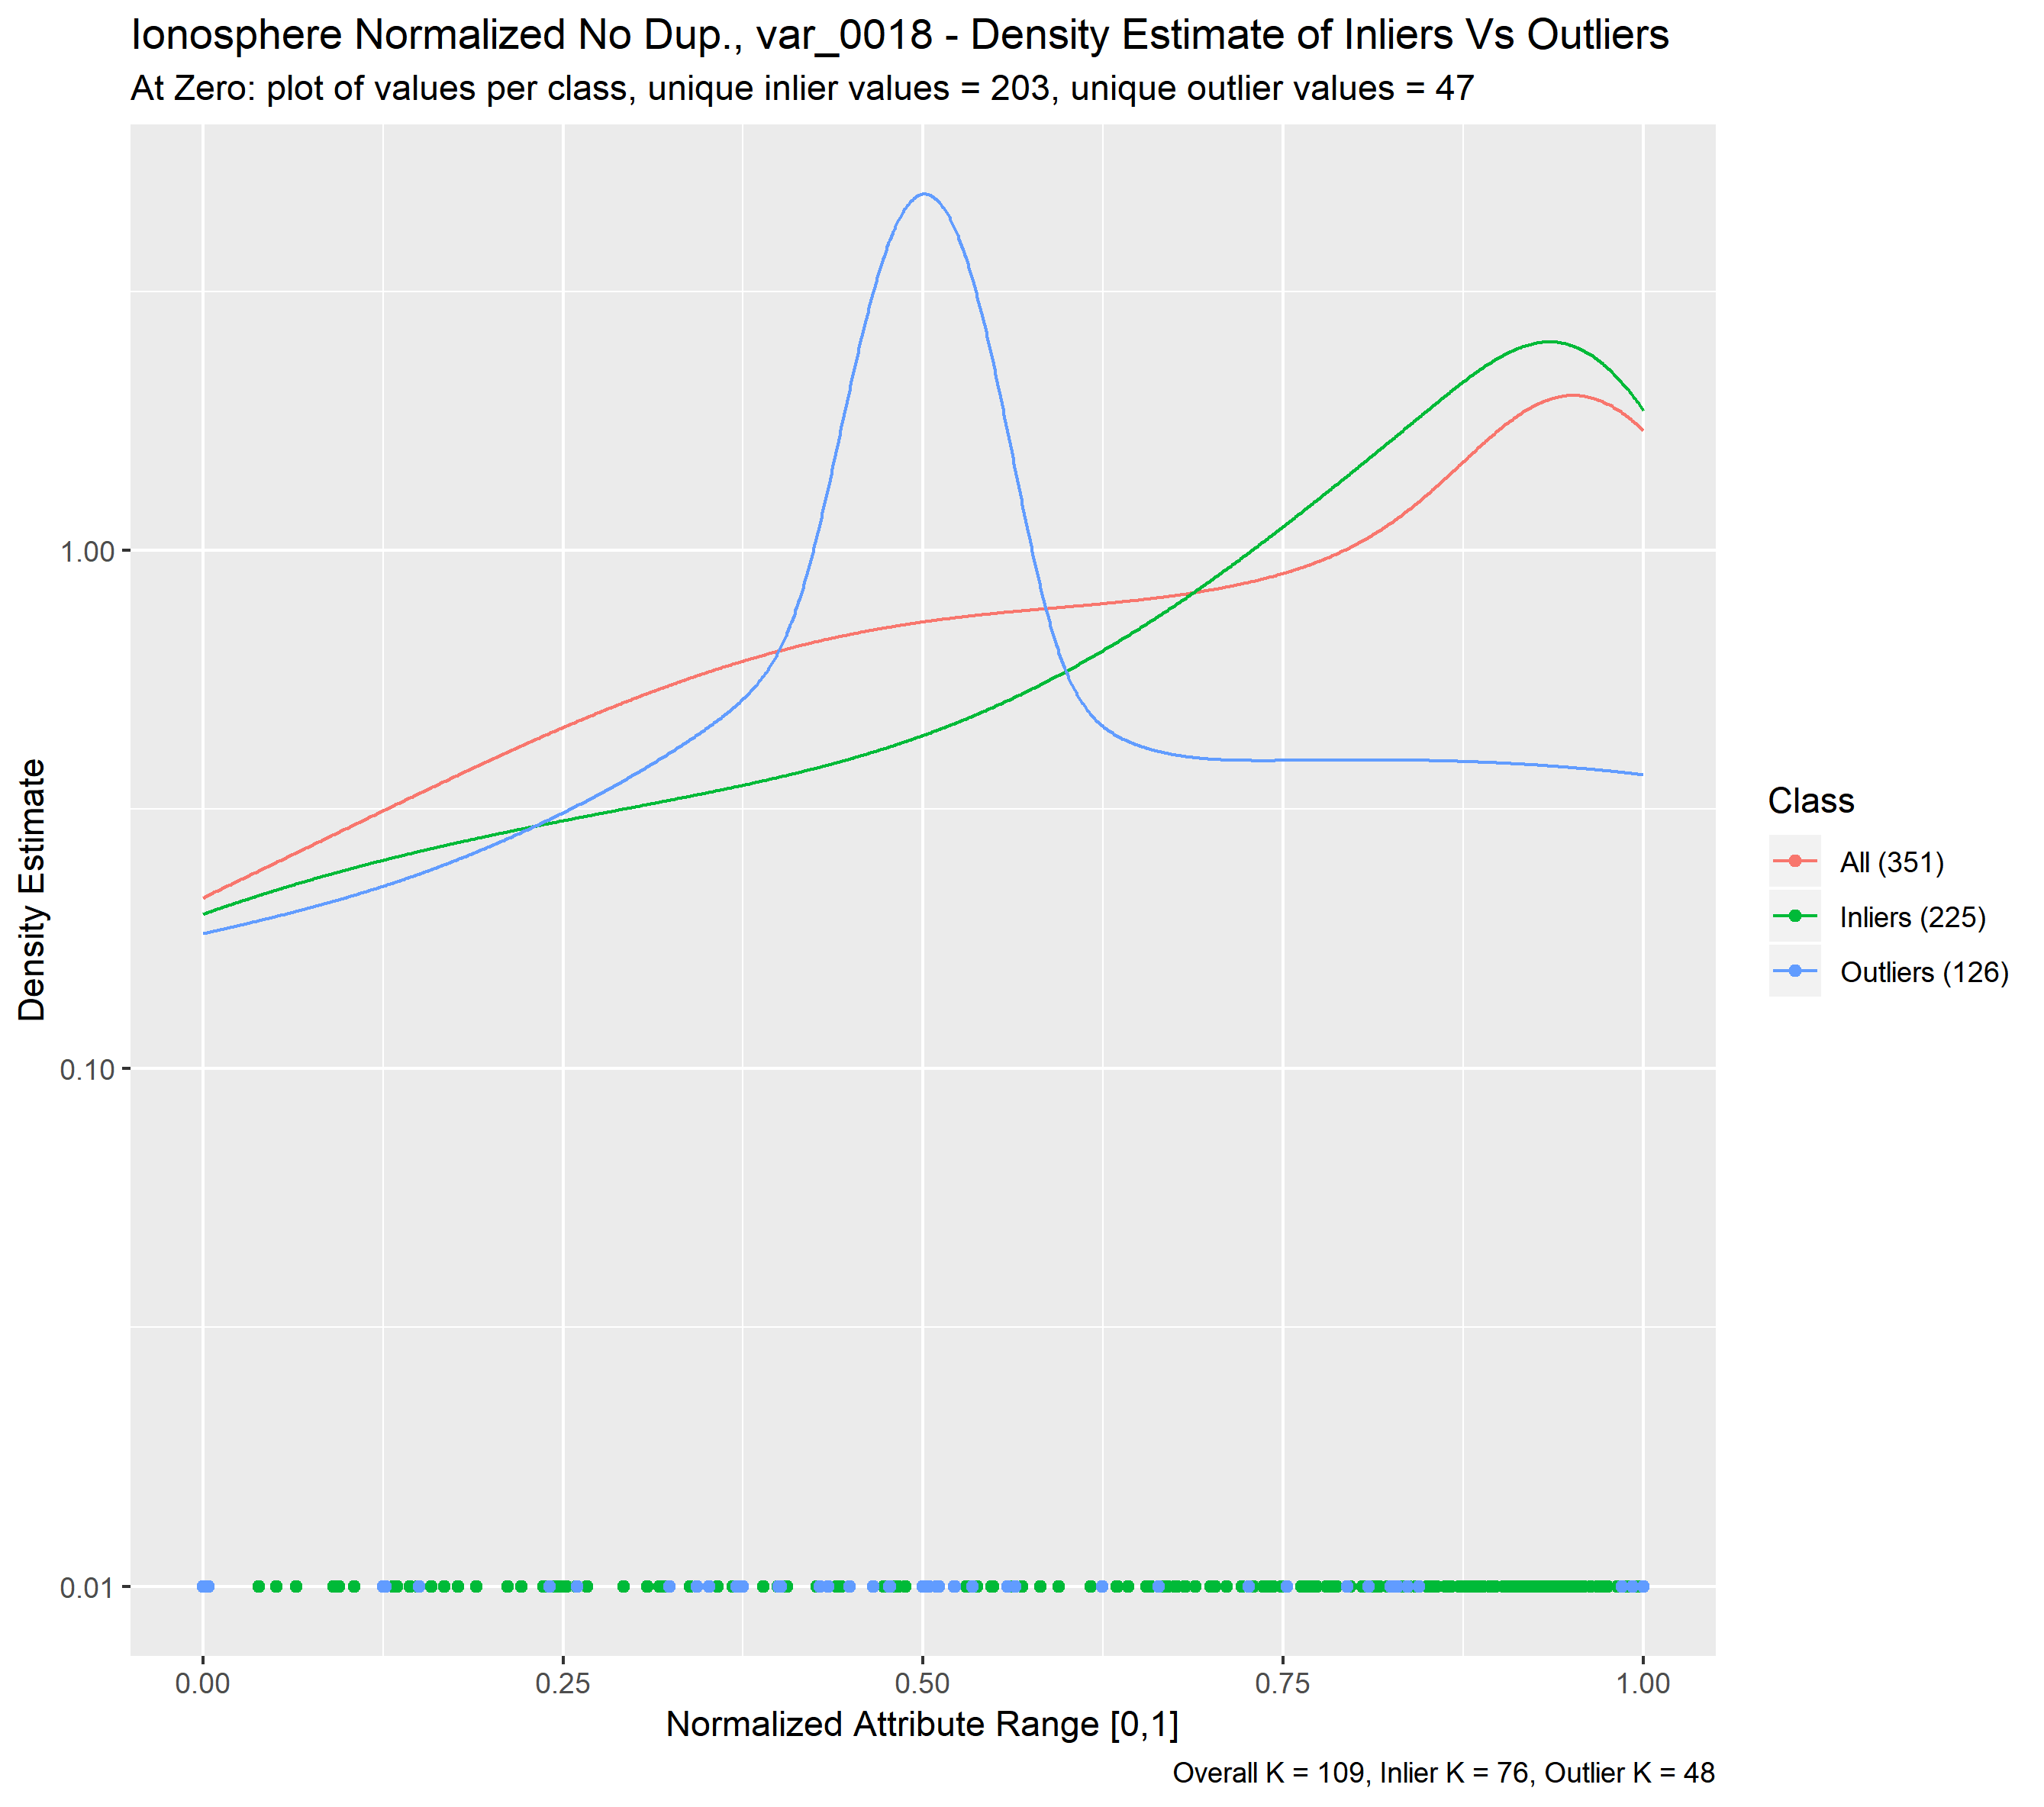 Ionosphere Normalized No Dup., var_0018 - Density Estimate of Inliers Vs Outliers
At Zero: plot of values per class, unique inlier values = 203, unique outlier values = 47
Density Estimate
1.00
0.10
0.01
0.00 0.25 0.50 0.75 1.00
Normalized Attribute Range [0,1]
Class
All (351)
Inliers (225)
Outliers (126)
Overall K = 109, Inlier K = 76, Outlier K = 48